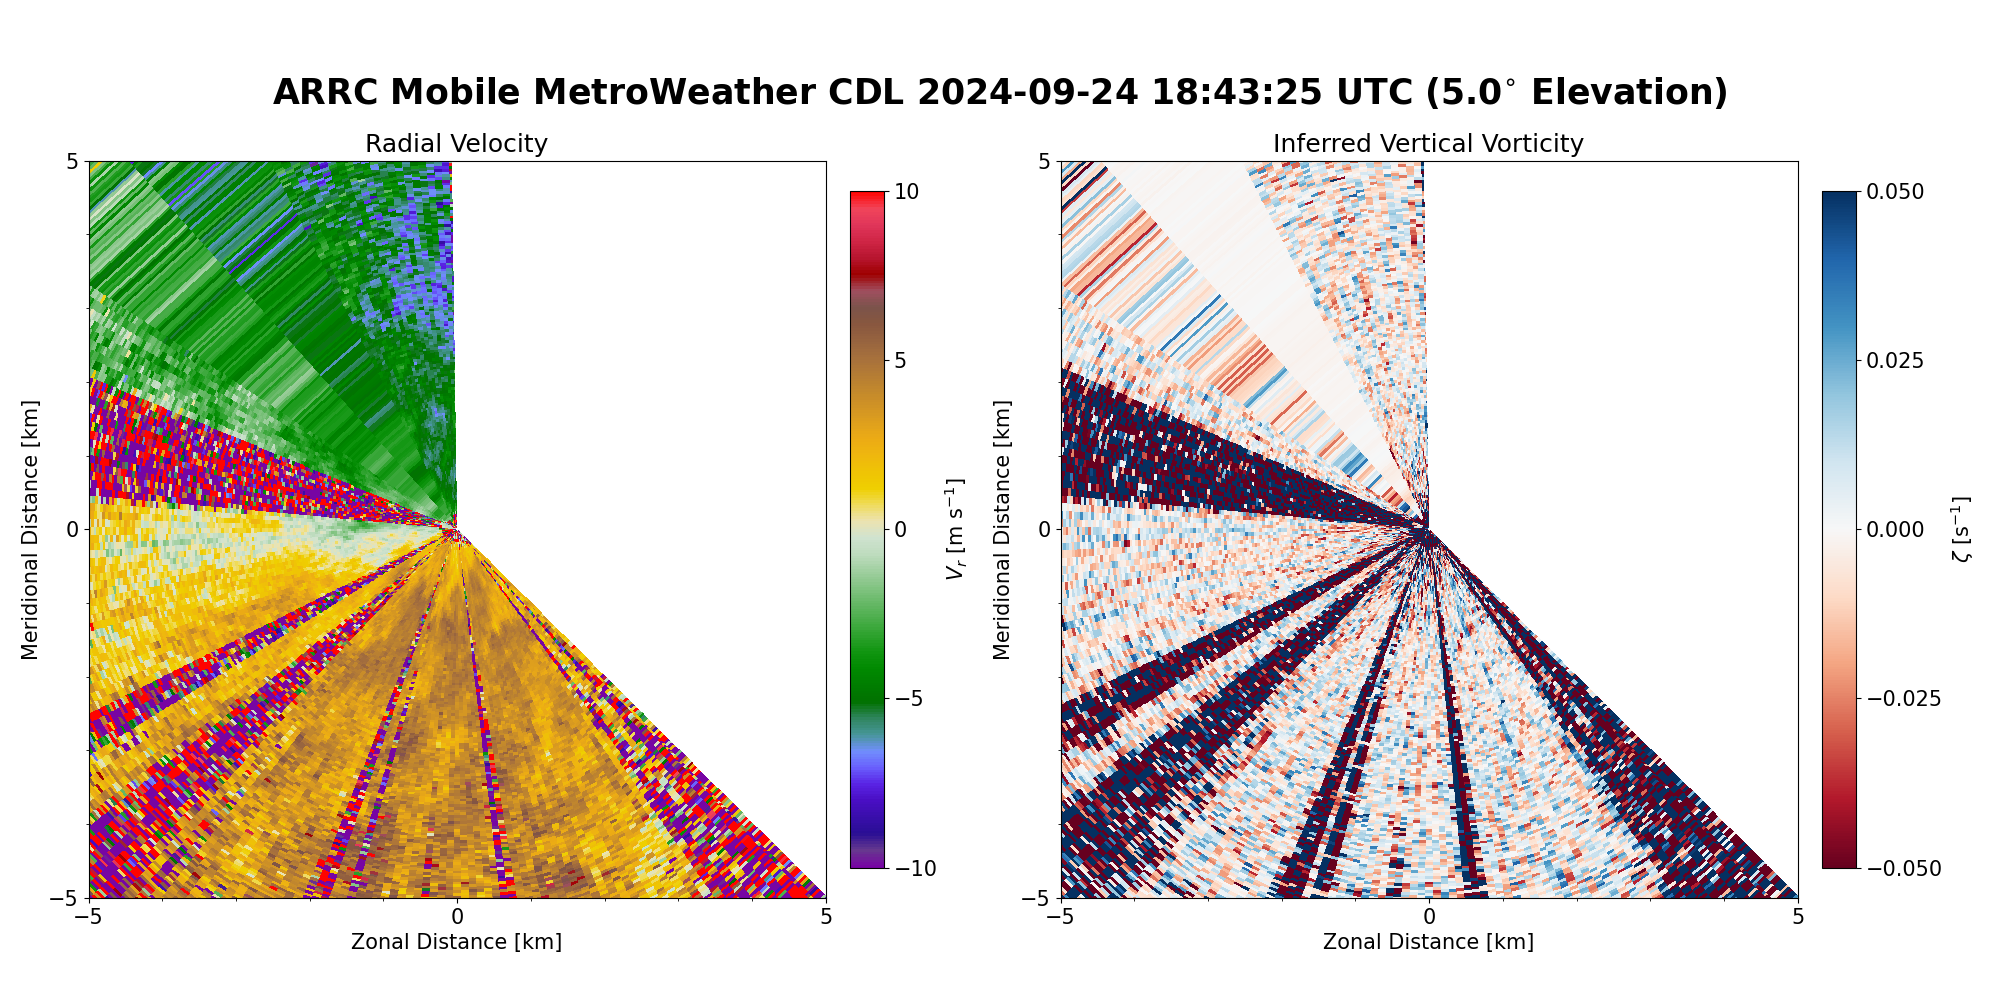 ARRC Mobile MetroWeather CDL 2024-09-24 18:43:25 UTC (5.0° Elevation)
Radial Velocity
5
0
−5
−5
0
5
Meridional Distance [km]
Zonal Distance [km]
10
5
0
−5
−10
Vr [m s−1]
Inferred Vertical Vorticity
5
0
−5
−5
0
5
Meridional Distance [km]
Zonal Distance [km]
0.050
0.025
0.000
−0.025
−0.050
ζ [s−1]